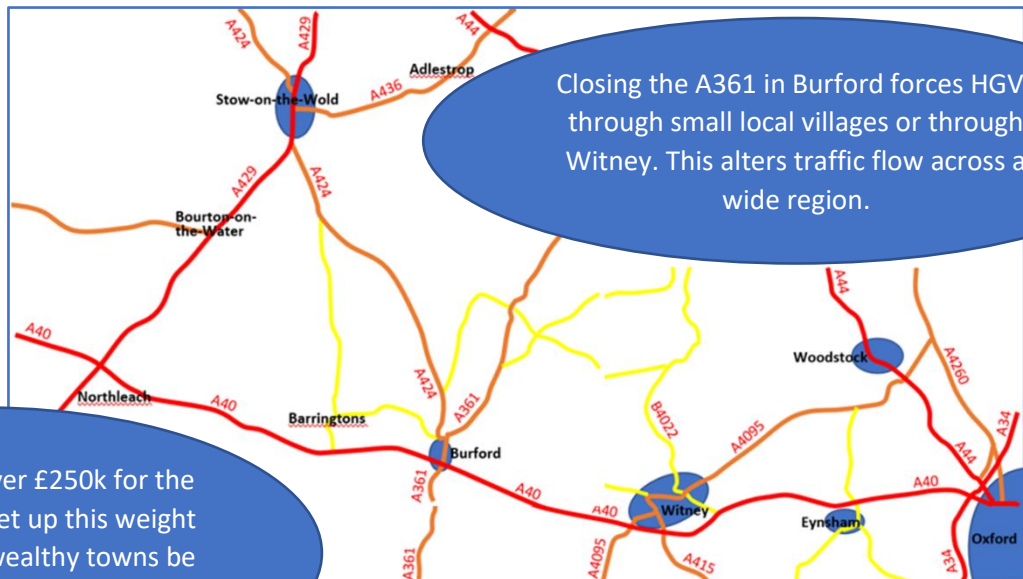 A424
A429
A44
Adlestrop
A436
Stow-on-the-Wold
Closing the A361 in Burford forces HGV
through small local villages or through
Witney. This alters traffic flow across a
wide region.
A429
A424
Bourton-on-
the-Water
A44
A40
Woodstock
A4260
Northleach
A40
Barringtons
A424
A361
B4022
A4095
A34
A44
Burford
A361
A40
A40
A40
Witney
Eynsham
Oxford
ver £250k for the
et up this weight
wealthy towns be
A361
A4095
A415
A34